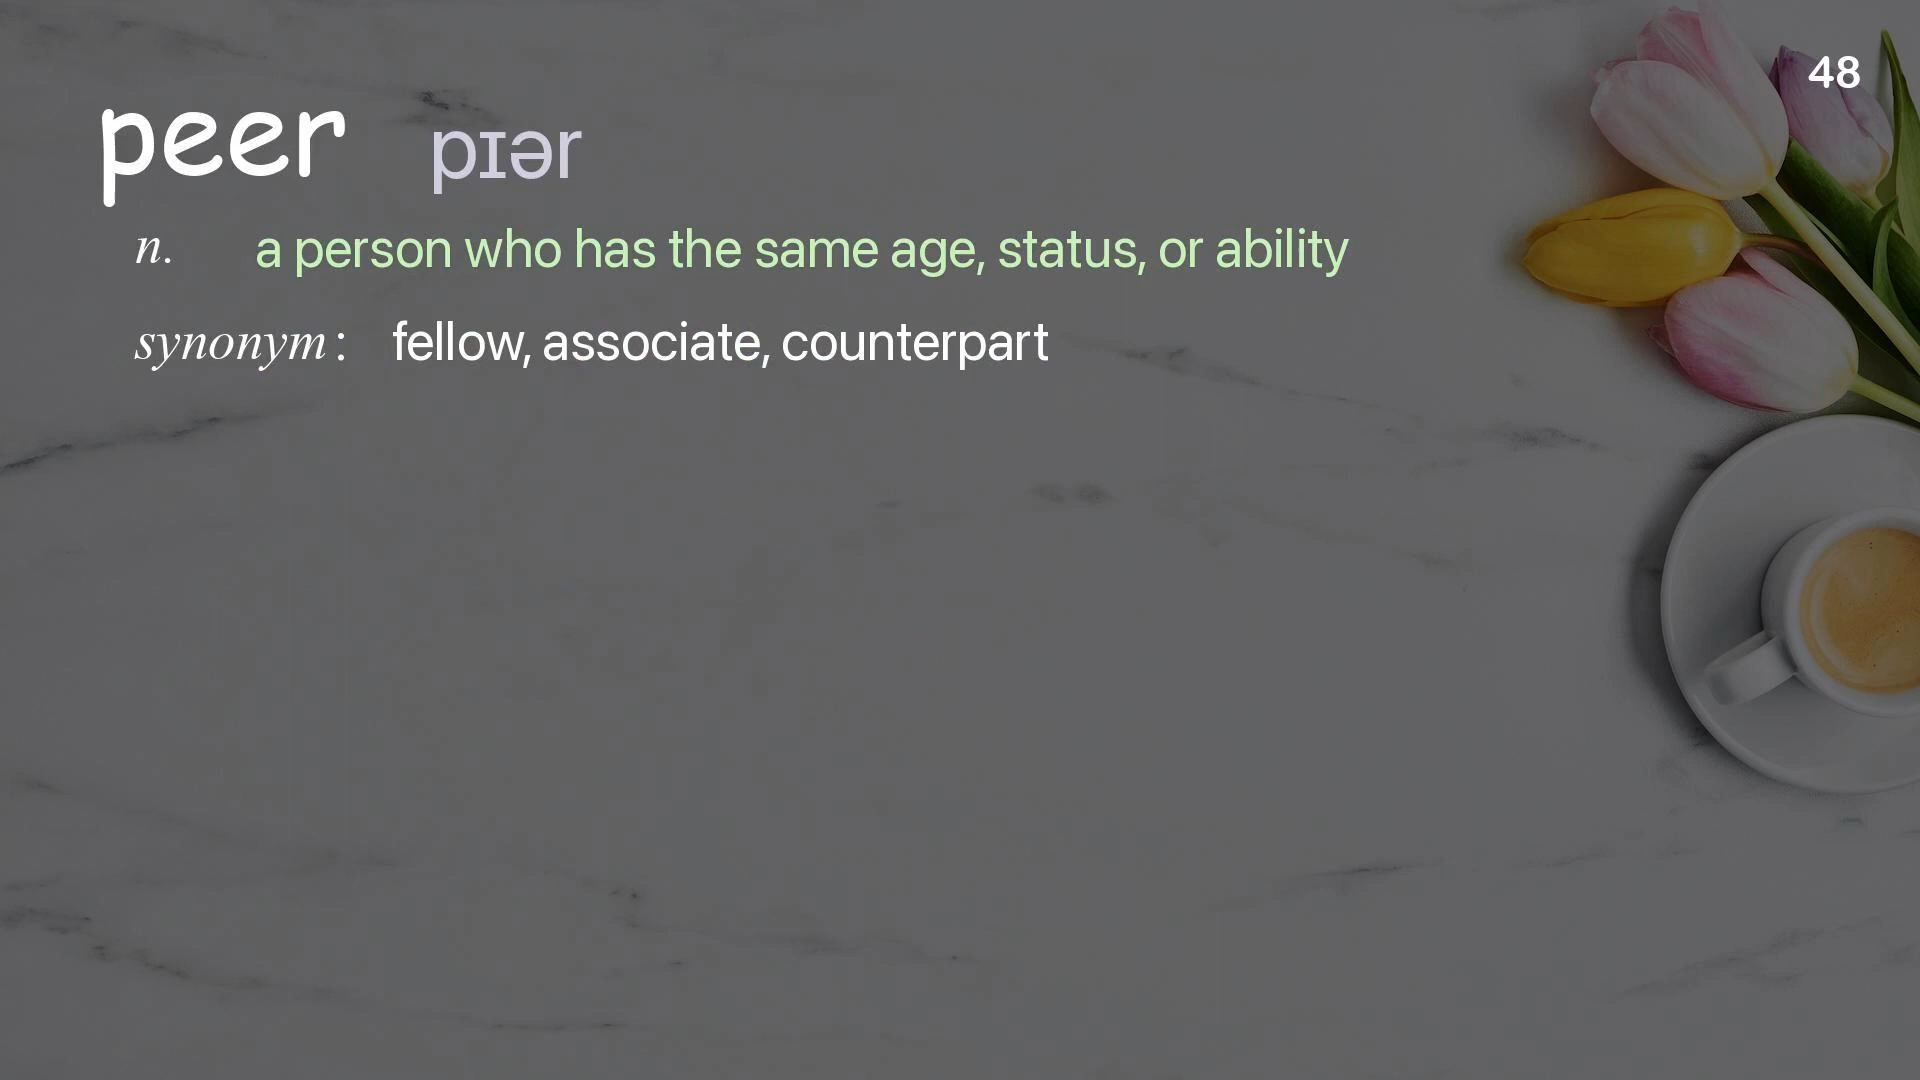 48
peer pɪər
n. a person who has the same age, status, or ability
synonym : fellow, associate, counterpart